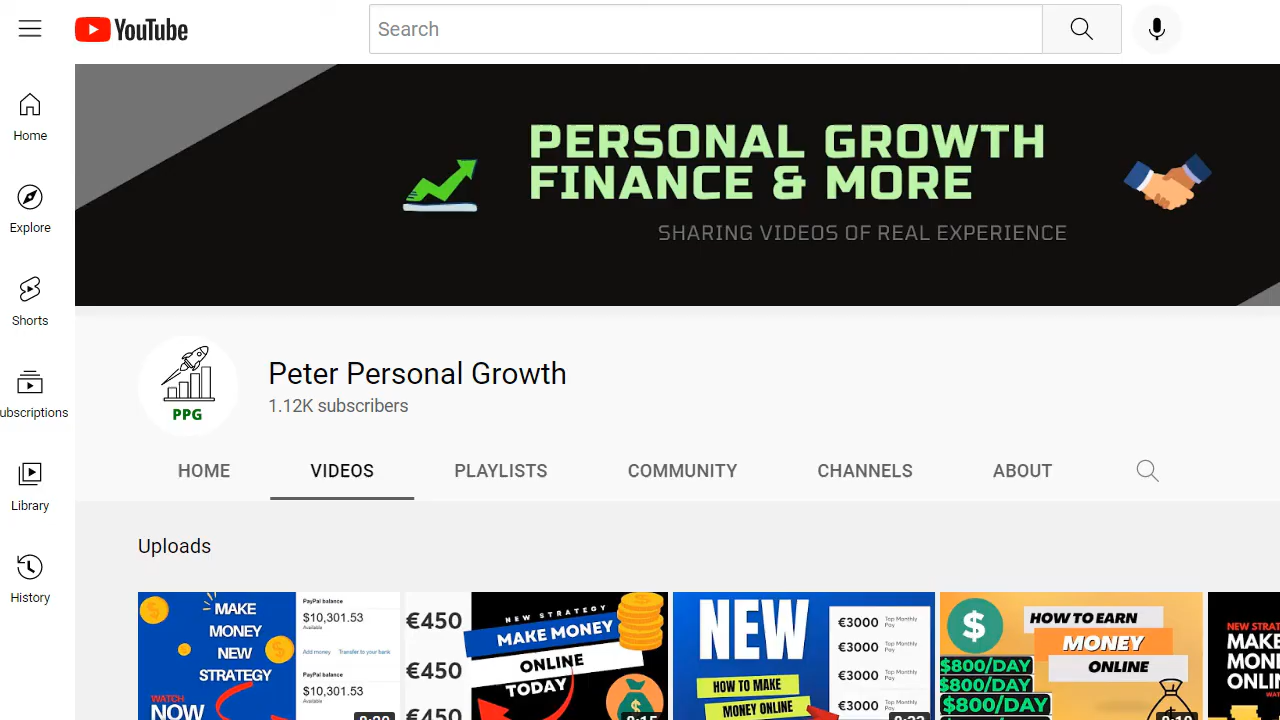 YouTube
Search
Home
Explore
Shorts
ubscriptions
Library
History
PERSONAL GROWTH
FINANCE & MORE
SHARING VIDEOS OF REAL EXPERIENCE
PPG
Peter Personal Growth
1.12K subscribers
HOME VIDEOS PLAYLISTS COMMUNITY CHANNELS ABOUT
Uploads
MAKE
MONEY
NEW
STRATEGY
WATCH
NOW
PayPal balance
$10,301.53
Available
Add money Transfer to your bank
PayPal balance
$10,301.53
Available
€450
€450
€450
NEW STRATEGY
MAKE MONEY
ONLINE
TODAY
NEW
HOW TO MAKE
MONEY ONLINE
€3000 Top Monthly Pay
€3000 Top Monthly Pay
€3000 Top Monthly Pay
€3000 Top Monthly Pay
HOW TO EARN
MONEY
ONLINE
$800/DAY
$800/DAY
$800/DAY
NEW STRAT
MAKE
MON
ONLIN